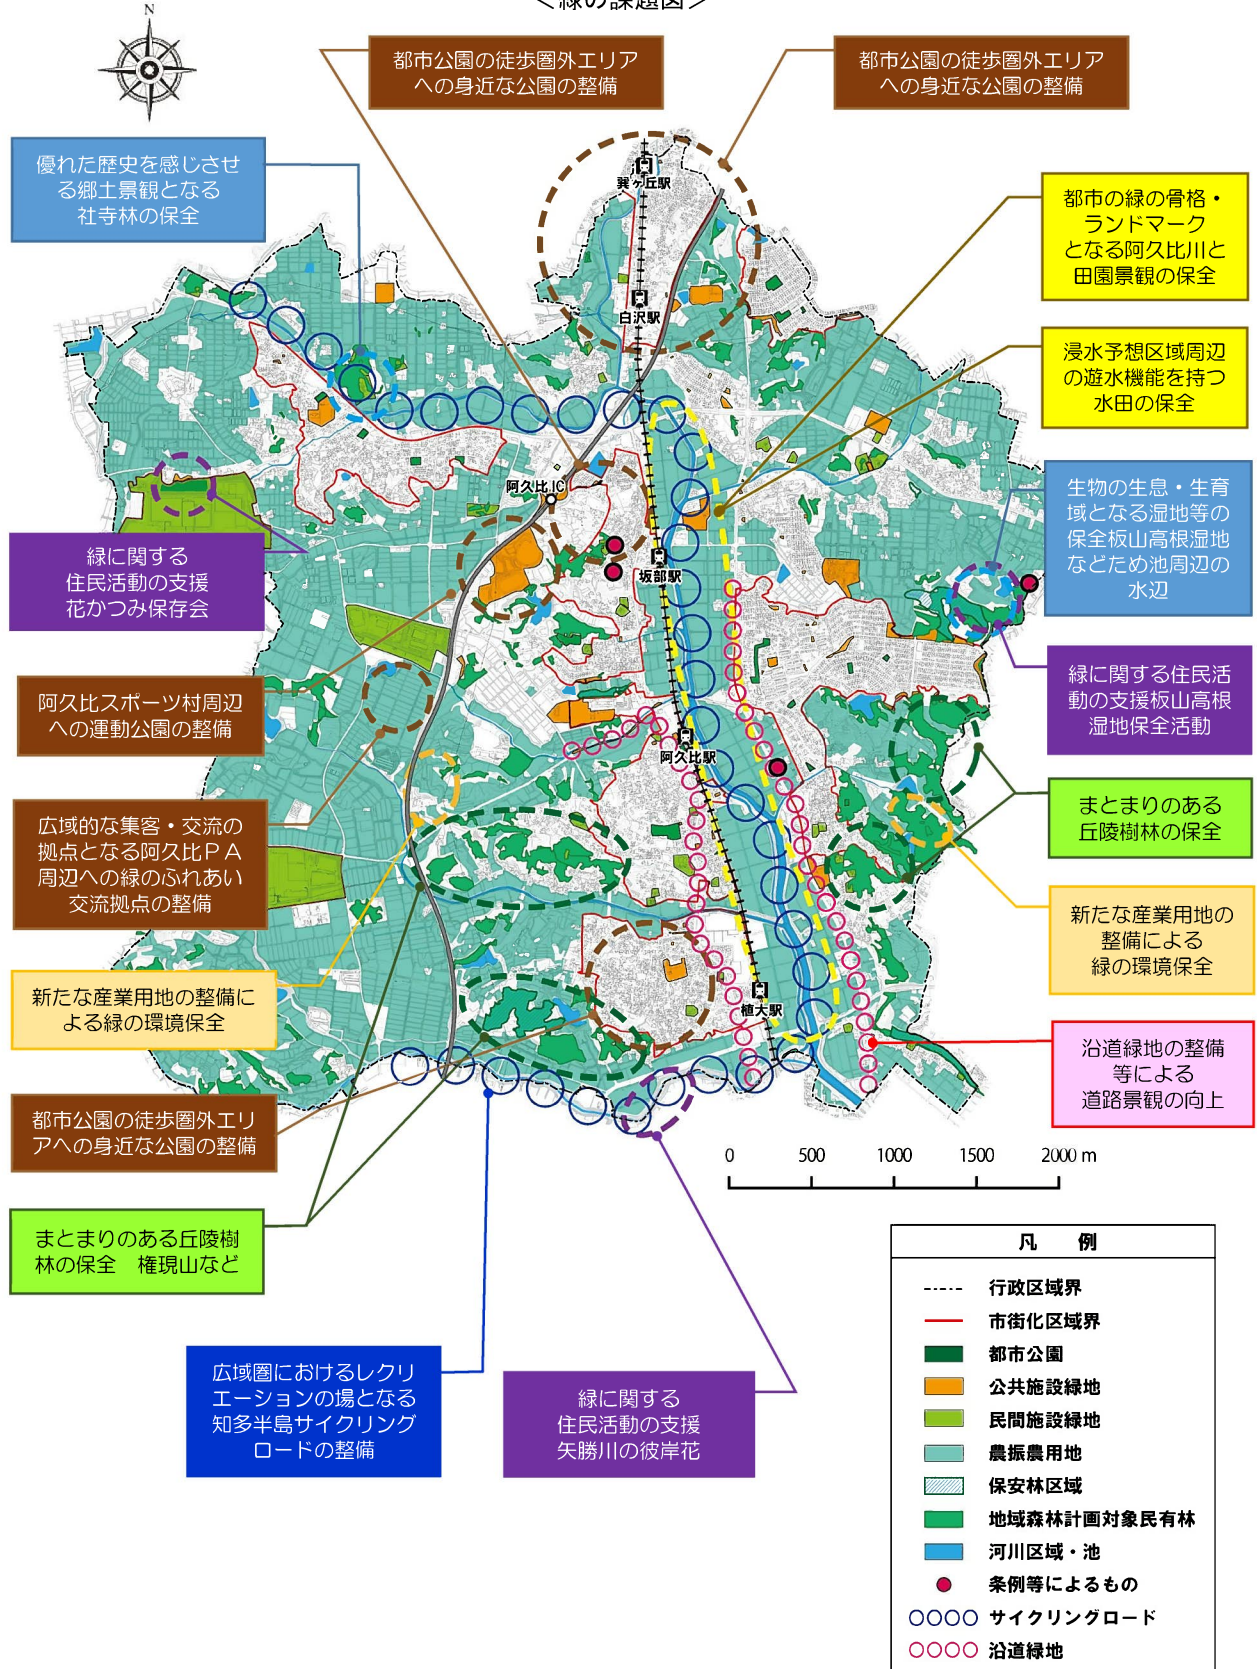 ＜緑の課題図＞
N
都市公園の徒歩圏外エリア
への身近な公園の整備
都市公園の徒歩圏外エリア
への身近な公園の整備
優れた歴史を感じさせ
る郷土景観となる
社寺林の保全
都市の緑の骨格・
ランドマーク
となる阿久比川と
田園景観の保全
浸水予想区域周辺
の遊水機能を持つ
水田の保全
生物の生息・生育
域となる湿地等の
保全板山高根湿地
などため池周辺の
水辺
緑に関する
住民活動の支援
花かつみ保存会
緑に関する住民活
動の支援板山高根
湿地保全活動
阿久比スポーツ村周辺
への運動公園の整備
まとまりのある
丘陵樹林の保全
広域的な集客・交流の
拠点となる阿久比ＰＡ
周辺への緑のふれあい
交流拠点の整備
新たな産業用地の
整備による
緑の環境保全
新たな産業用地の整備に
よる緑の環境保全
沿道緑地の整備
等による
道路景観の向上
都市公園の徒歩圏外エリ
アへの身近な公園の整備
まとまりのある丘陵樹
林の保全　権現山など
広域圏におけるレクリ
エーションの場となる
知多半島サイクリング
ロードの整備
緑に関する
住民活動の支援
矢勝川の彼岸花
巽ヶ丘駅
白沢駅
阿久比IC
坂部駅
阿久比駅
植大駅
0 500 1000 1500 2000 m
凡　例
行政区域界
市街化区域界
都市公園
公共施設緑地
民間施設緑地
農振農用地
保安林区域
地域森林計画対象民有林
河川区域・池
条例等によるもの
サイクリングロード
沿道緑地